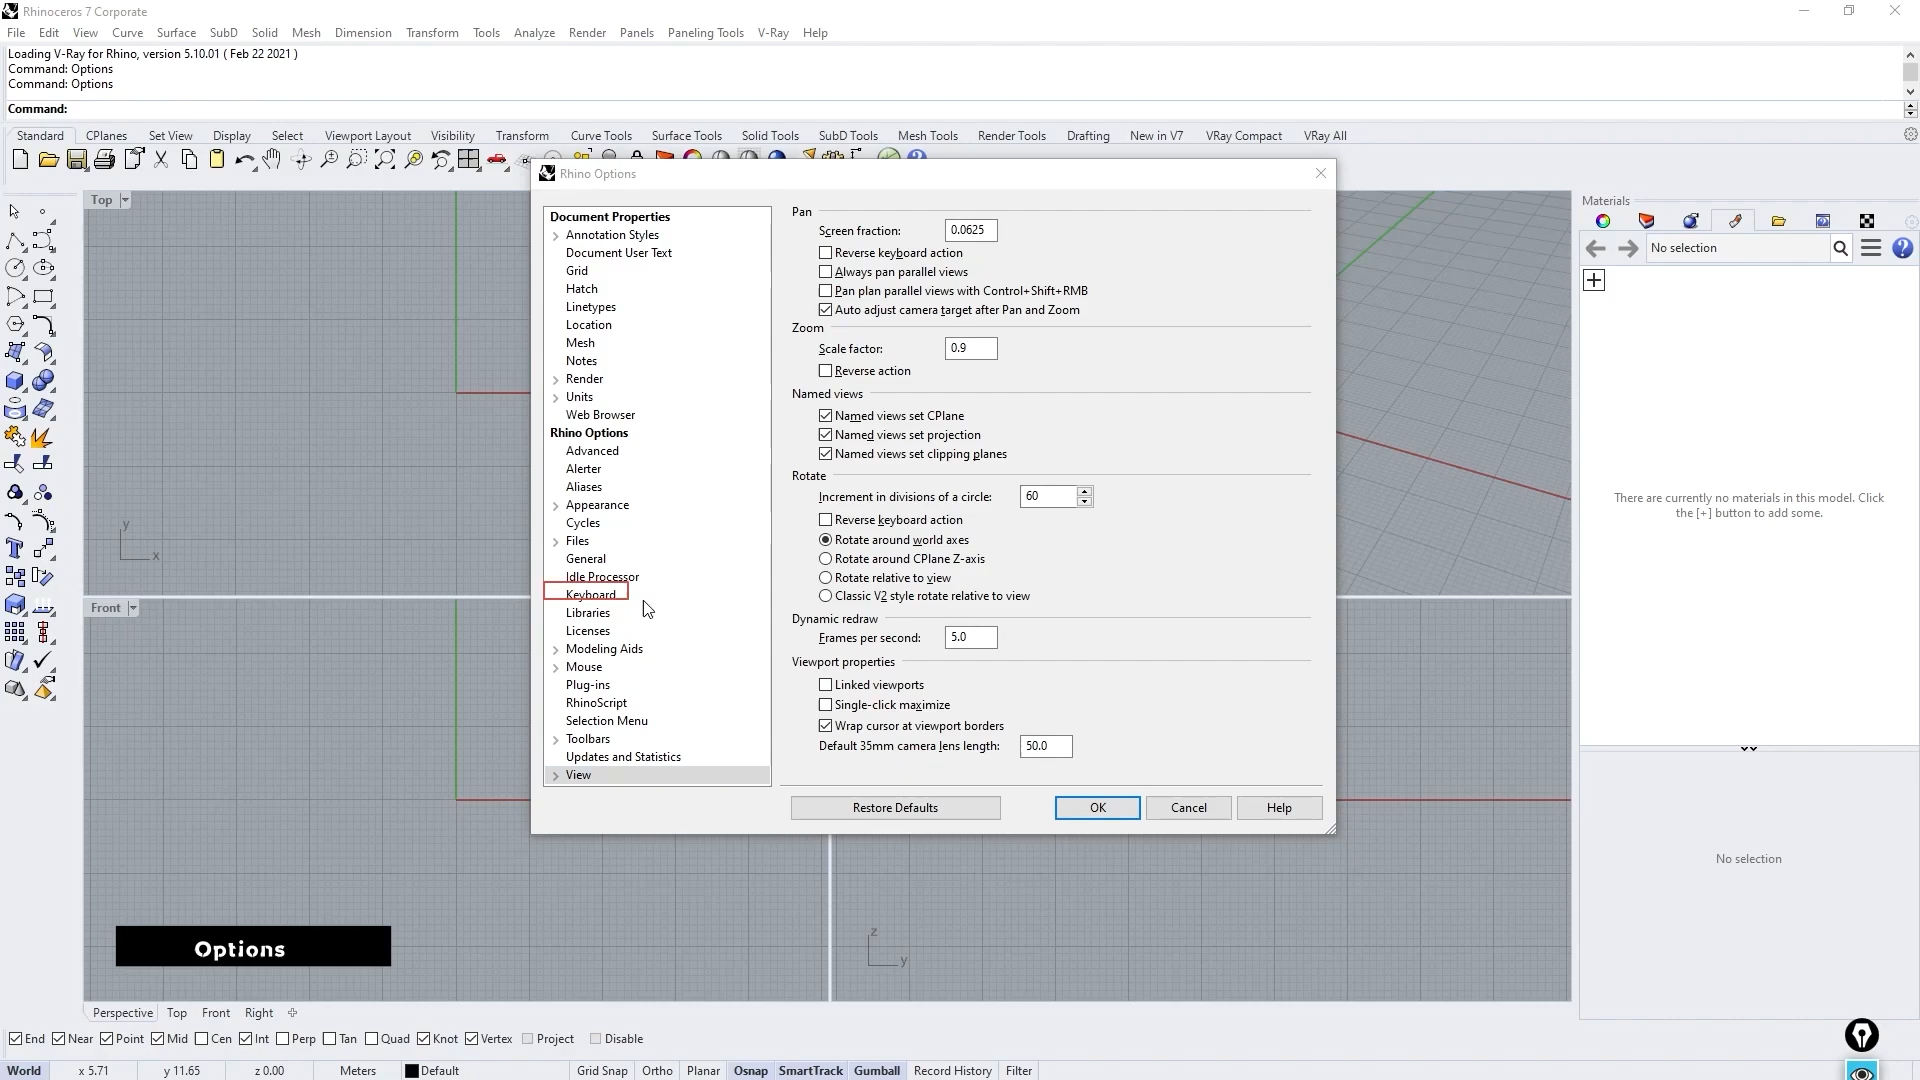 Rhinoceros 7 Corporate
File Edit View Curve Surface SubD Solid Mesh Dimension Transform Tools Analyze Render Panels Paneling Tools V-Ray Help
Loading V-Ray for Rhino, version 5.10.01 ( Feb 22 2021 )
Command: Options
Command: Options
Command:
Standard CPlanes Set View Display Select Viewport Layout Visibility Transform Curve Tools Surface Tools Solid Tools SubD Tools Mesh Tools Render Tools Drafting New in V7 VRay Compact VRay All
Rhino Options
Top
Materials
No selection
There are currently no materials in this model. Click
the [+] button to add some.
No selection
Document Properties
Annotation Styles
Document User Text
Grid
Hatch
Linetypes
Location
Mesh
Notes
Render
Units
Web Browser
Rhino Options
Advanced
Alerter
Aliases
Appearance
Cycles
Files
General
Idle Processor
Keyboard
Libraries
Licenses
Modeling Aids
Mouse
Plug-ins
RhinoScript
Selection Menu
Toolbars
Updates and Statistics
View
Pan
Screen fraction: 0.0625
Reverse keyboard action
Always pan parallel views
Pan plan parallel views with Control+Shift+RMB
Auto adjust camera target after Pan and Zoom
Zoom
Scale factor: 0.9
Reverse action
Named views
Named views set CPlane
Named views set projection
Named views set clipping planes
Rotate
Increment in divisions of a circle: 60
Reverse keyboard action
Rotate around world axes
Rotate around CPlane Z-axis
Rotate relative to view
Classic V2 style rotate relative to view
Dynamic redraw
Frames per second: 5.0
Viewport properties
Linked viewports
Single-click maximize
Wrap cursor at viewport borders
Default 35mm camera lens length: 50.0
Restore Defaults OK Cancel Help
y
x
Front
Options
z
y
Perspective Top Front Right
End Near Point Mid Cen Int Perp Tan Quad Knot Vertex Project Disable
World x 5.71 y 11.65 z 0.00 Meters Default Grid Snap Ortho Planar Osnap SmartTrack Gumball Record History Filter